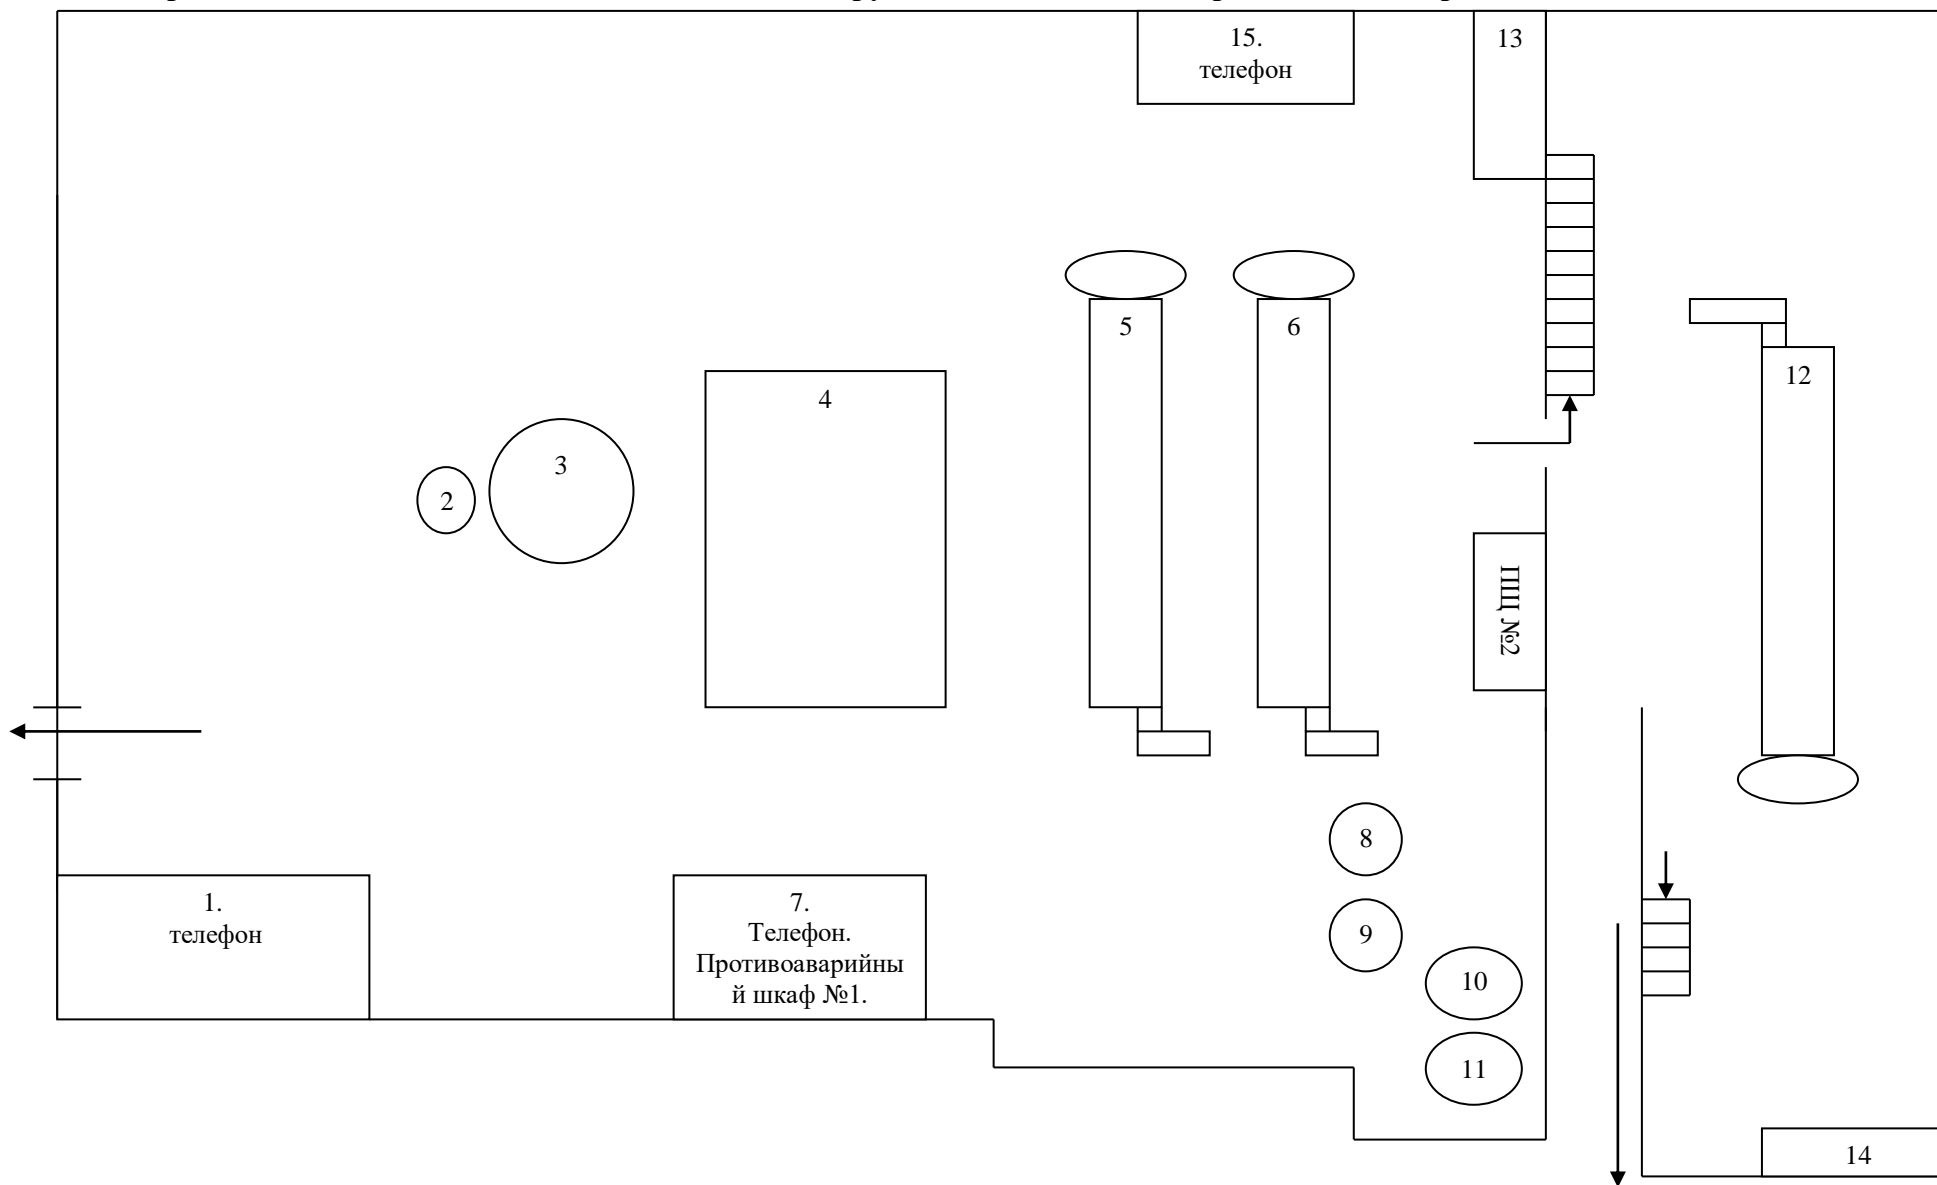 15.
телефон
13
5
6
12
4
3
2
ПЩ №2
8
1.
телефон
7.
Телефон.
Противоаварийны
й шкаф №1.
9
10
11
14